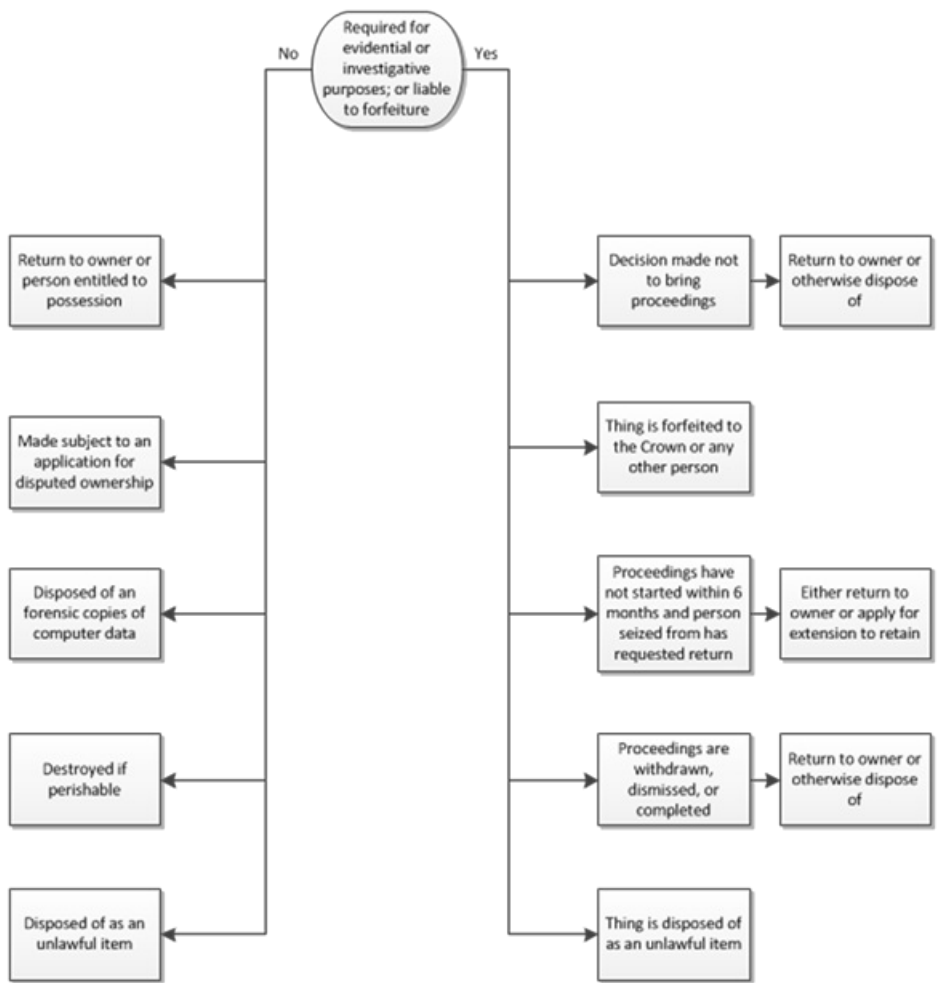 Required for
evidential or
investigative
purposes; or liable
to forfeiture
No
Yes
Return to owner or
person entitled to
possession
Decision made not
to bring
proceedings
Return to owner or
otherwise dispose
of
Made subject to an
application for
disputed ownership
Thing is forfeited to
the Crown or any
other person
Disposed of an
forensic copies of
computer data
Proceedings have
not started within 6
months and person
seized from has
requested return
Either return to
owner or apply for
extension to retain
Destroyed if
perishable
Proceedings are
withdrawn,
dismissed, or
completed
Return to owner or
otherwise dispose
of
Disposed of as an
unlawful item
Thing is disposed of
as an unlawful item